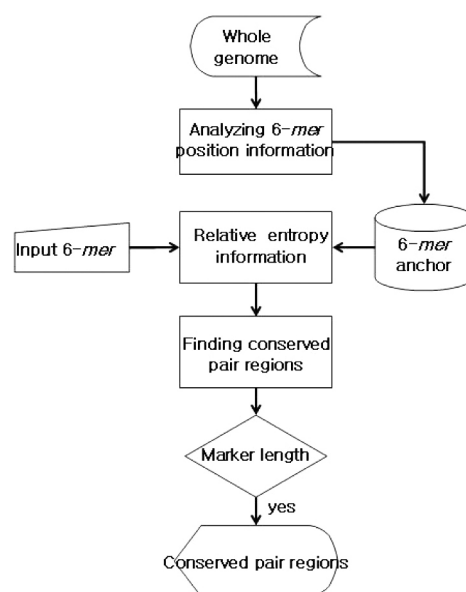 Whole
genome
Analyzing 6-mer
position information
Input 6-mer
Relative entropy
information
6-mer
anchor
Finding conserved
pair regions
Marker length
yes
Conserved pair regions